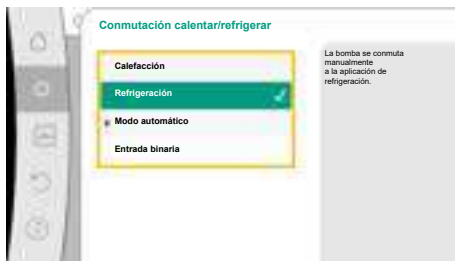 Conmutación calentar/refrigerar
Calefacción
Refrigeración
Modo automático
Entrada binaria
La bomba se conmuta
manualmente
a la aplicación de
refrigeración.